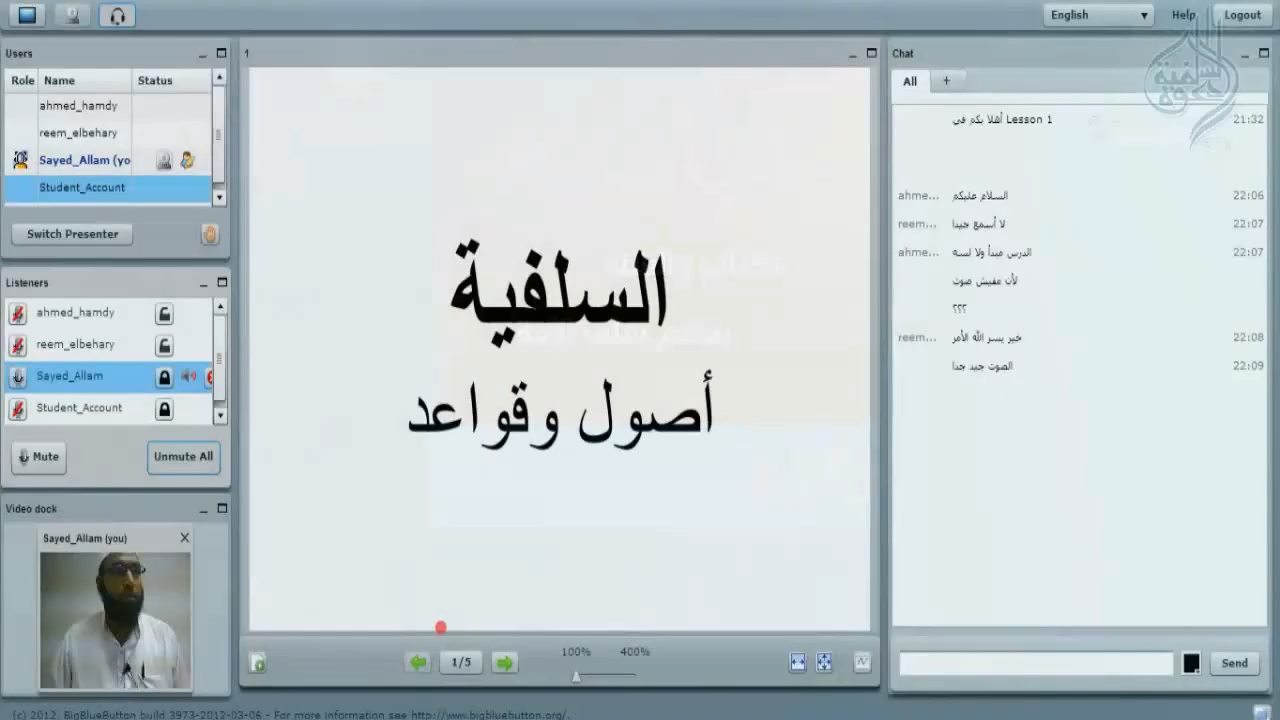 English
Help
Logout
Users
Role Name Status
ahmed_hamdy
reem_elbehary
Sayed_Allam (yo
Student_Account
Switch Presenter
Listeners
ahmed_hamdy
reem_elbehary
Sayed_Allam
Student_Account
Mute
Unmute All
Video dock
Sayed_Allam (you)
1
السلفية
أصول وقواعد
1/5
100% 400%
Chat
All +
أهلا بكم في Lesson 1 21:32
ahme... السلام عليكم 22:06
reem... لا أسمع جيدا 22:07
ahme... الدرس مبدأ ولا لسه 22:07
لأن مفيش صوت
؟؟؟
reem... خير يسر الله الأمر 22:08
الصوت جيد جدا 22:09
Send
(c) 2012. BigBlueButton build 3973-2012-03-06 - For more information see http://www.bigbluebutton.org/.